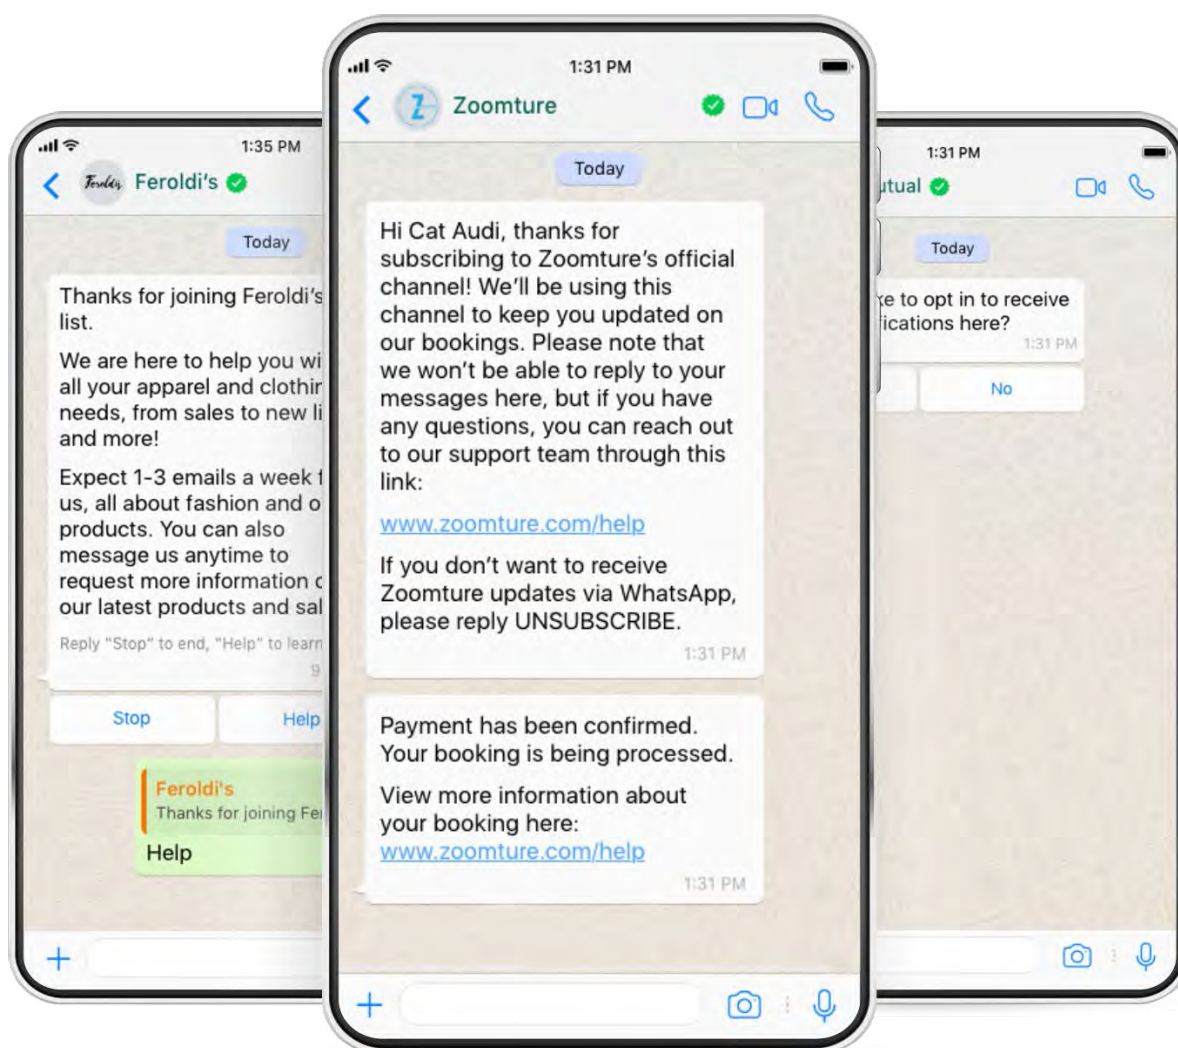 1:35 PM
Feroldi's
Feroldi's
Today
Thanks for joining Feroldi's
list.
We are here to help you
all your apparel and
needs, from sales to new
and more!
Expect 1-3 emails a week
us, all about fashion and
products. You can also
message us anytime to
request more information
our latest products and
Reply "Stop" to end, "Help" to learn
Stop
Help
Feroldi's
Thanks for joining
Help
1:31 PM
Z
Zoomture
Today
Hi Cat Audi, thanks for
subscribing to Zoomture’s official
channel! We’ll be using this
channel to keep you updated on
our bookings. Please note that
we won’t be able to reply to your
messages here, but if you have
any questions, you can reach out
to our support team through this
link:
www.zoomture.com/help
If you don’t want to receive
Zoomture updates via WhatsApp,
please reply UNSUBSCRIBE.
1:31 PM
Payment has been confirmed.
Your booking is being processed.
View more information about
your booking here:
www.zoomture.com/help
1:31 PM
1:31 PM
Today
to opt in to receive
here?
1:31 PM
No